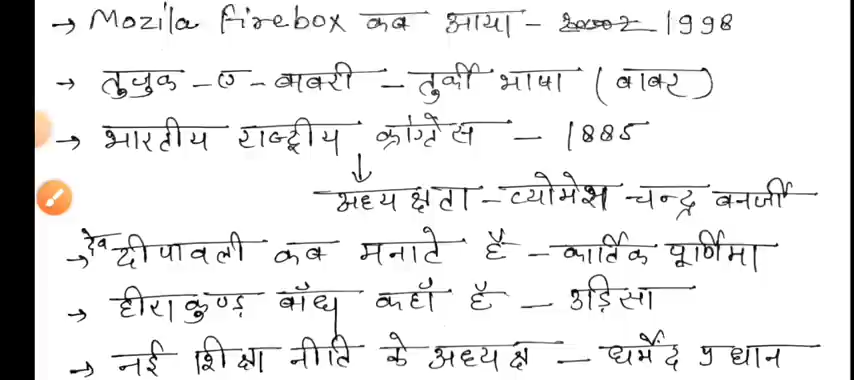 → Mozila firebox कब आया - 1998
→ तुजुक - ए - बाबरी - तुर्की भाषा (बाबर)
→ भारतीय राष्ट्रीय कांग्रेस - 1885
↓
अध्यक्षता - व्योमेश चन्द्र बनर्जी
→ देव दीपावली कब मनाते हैं - कार्तिक पूर्णिमा
→ हीराकुण्ड बाँध कहाँ है - उड़िसा
→ नई शिक्षा नीति के अध्यक्ष - धर्मेंद्र प्रधान